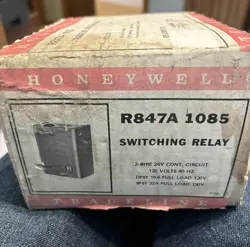 HONEYWELL
R847A 1085
SWITCHING RELAY
2-WIRE 24V CONT. CIRCUIT
120 VOLTS 60 HZ
DPST 16A FULL LOAD 120V
SPST 22A FULL LOAD 120V
TRADELINE